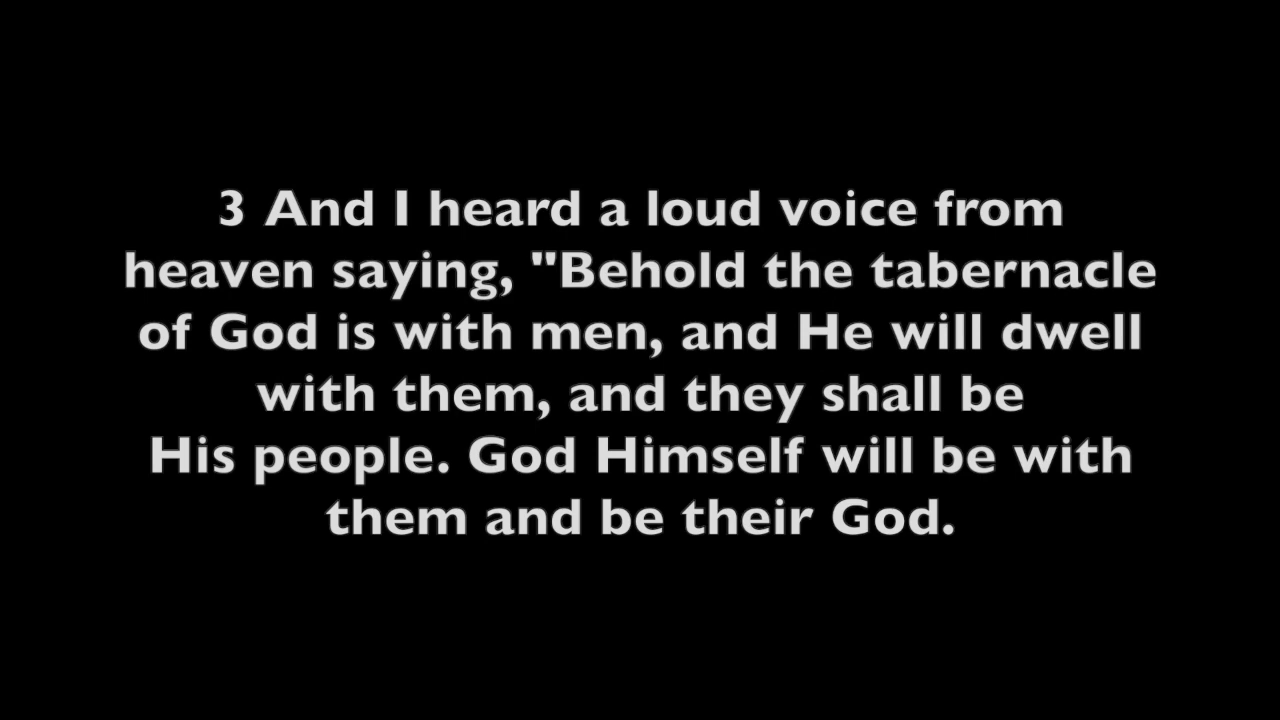 3 And I heard a loud voice from
heaven saying, "Behold the tabernacle
of God is with men, and He will dwell
with them, and they shall be
His people. God Himself will be with
them and be their God.